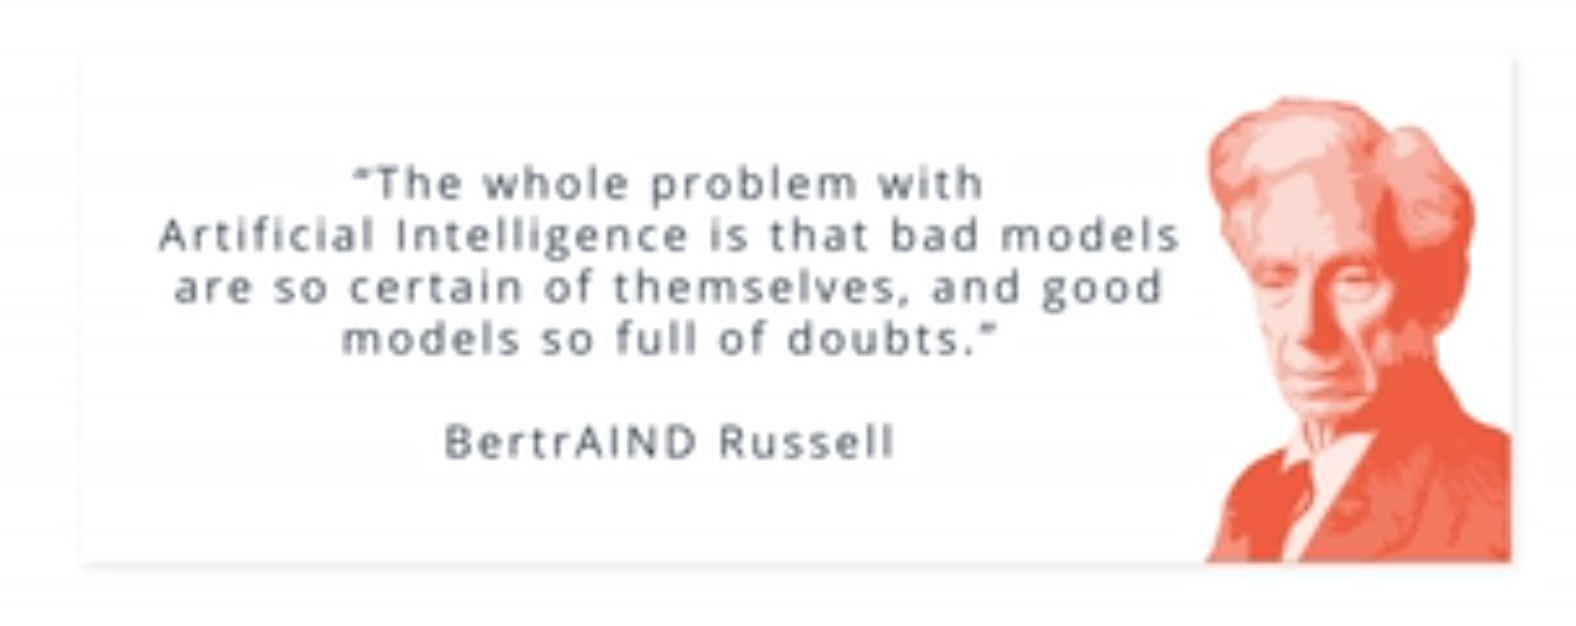 “The whole problem with
Artificial Intelligence is that bad models
are so certain of themselves, and good
models so full of doubts.”
BertrAIND Russell